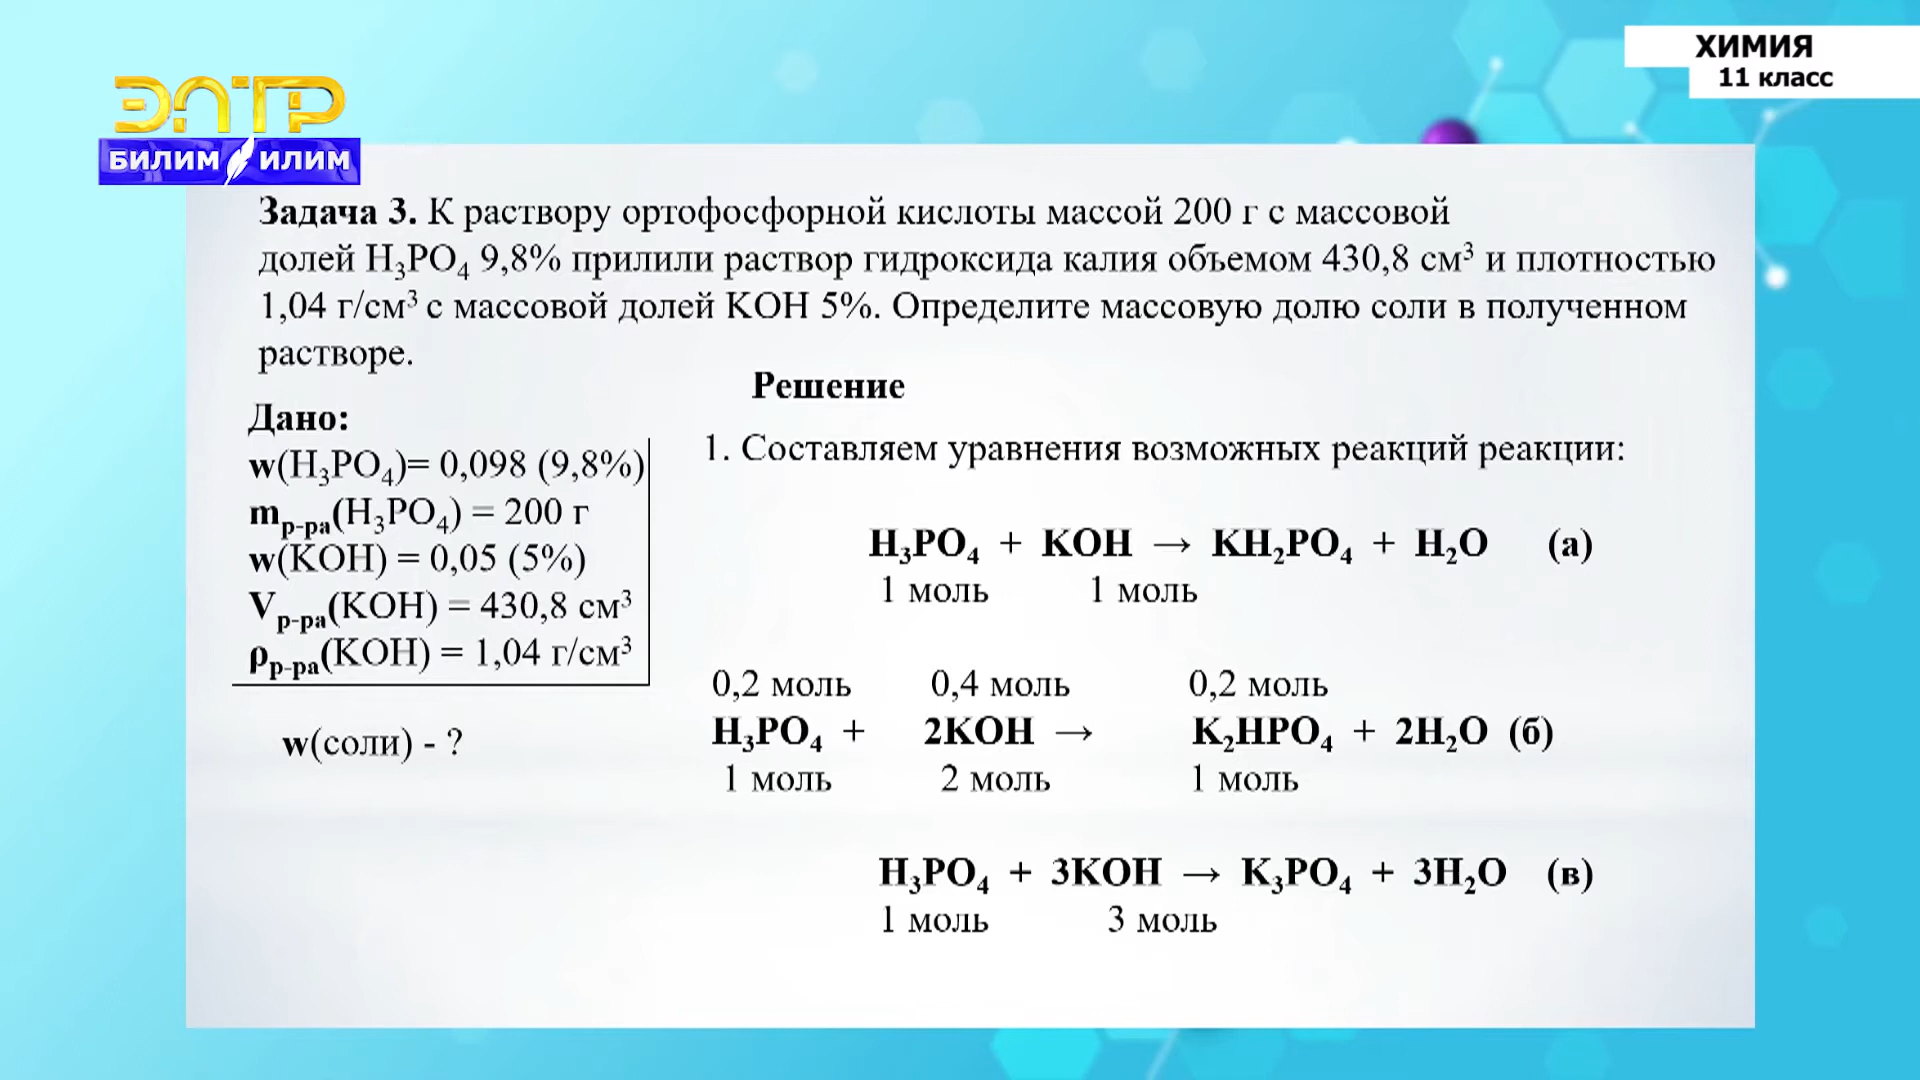 ХИМИЯ
11 класс
ЭЛТР
БИЛИМ ИЛИМ
Задача 3. К раствору ортофосфорной кислоты массой 200 г с массовой
долей H₃PO₄ 9,8% прилили раствор гидроксида калия объемом 430,8 см³ и плотностью
1,04 г/см³ с массовой долей KOH 5%. Определите массовую долю соли в полученном
растворе.
Решение
Дано:
w(H₃PO₄)= 0,098 (9,8%)
mр-ра(H₃PO₄) = 200 г
w(KOH) = 0,05 (5%)
Vр-ра(KOH) = 430,8 см³
ρр-ра(KOH) = 1,04 г/см³
w(соли) - ?
1. Составляем уравнения возможных реакций реакции:
H₃PO₄ + KOH → KH₂PO₄ + H₂O (а)
1 моль 1 моль
0,2 моль 0,4 моль 0,2 моль
H₃PO₄ + 2KOH → K₂HPO₄ + 2H₂O (б)
1 моль 2 моль 1 моль
H₃PO₄ + 3KOH → K₃PO₄ + 3H₂O (в)
1 моль 3 моль